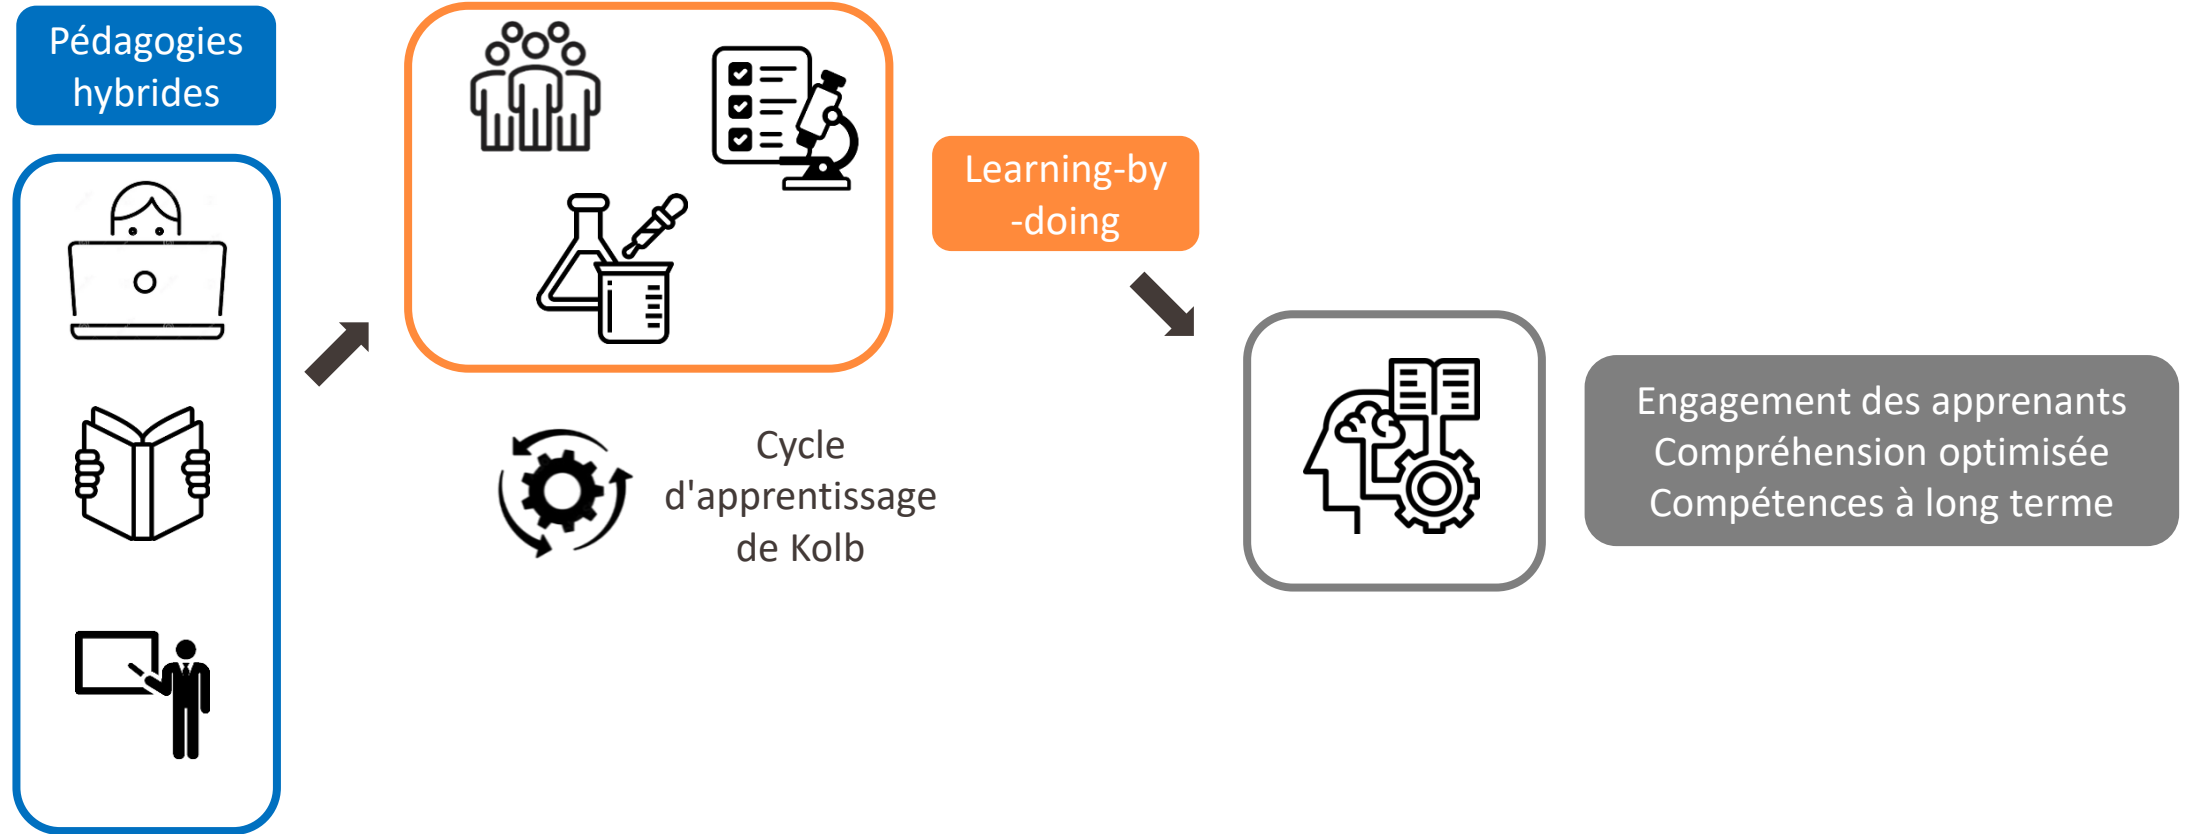 Pédagogies
hybrides
Learning-by
-doing
Cycle
d'apprentissage
de Kolb
Engagement des apprenants
Compréhension optimisée
Compétences à long terme